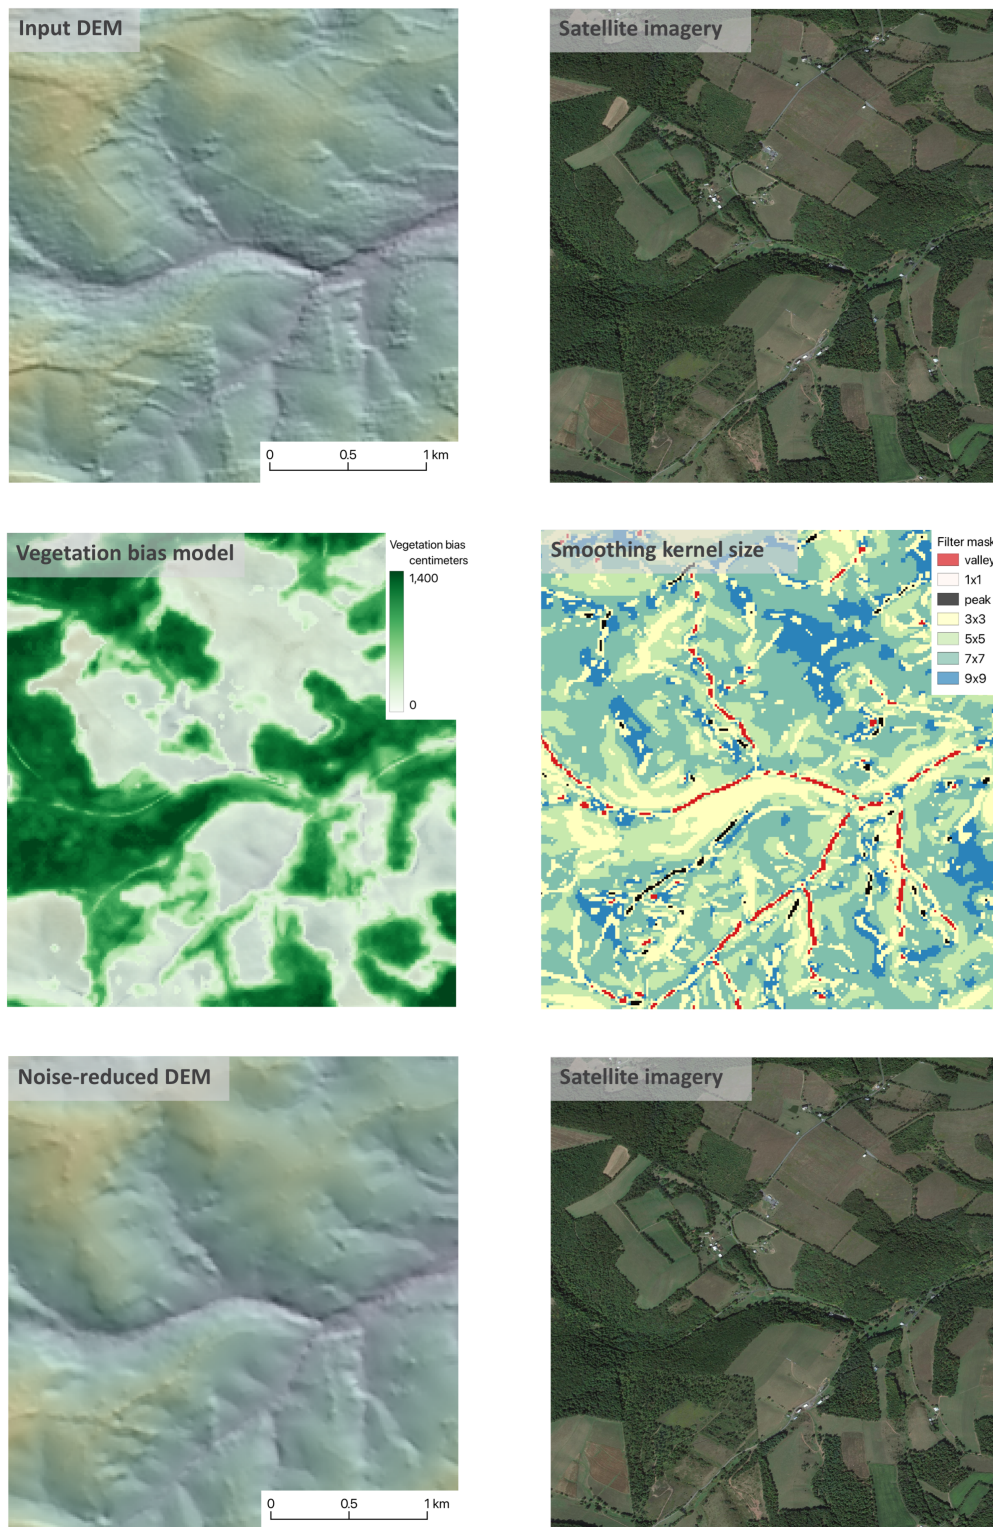 Input DEM
Satellite imagery
0 0.5 1 km
Vegetation bias model
Vegetation bias
centimeters
1,400
0
Smoothing kernel size
Filter mask
valley
1x1
peak
3x3
5x5
7x7
9x9
Noise-reduced DEM
Satellite imagery
0 0.5 1 km